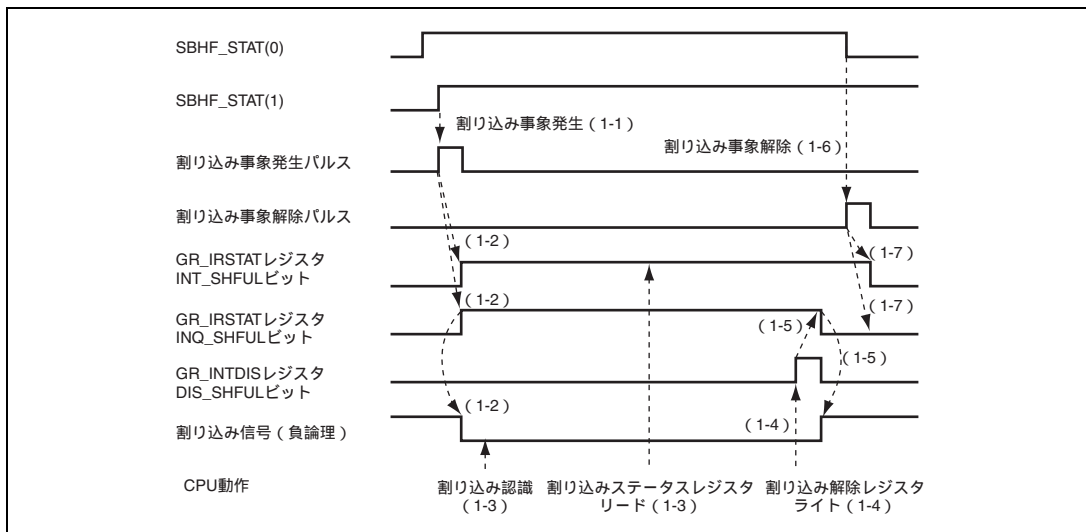 SBHF_STAT(0)
SBHF_STAT(1)
割り込み事象発生（1-1）
割り込み事象解除（1-6）
割り込み事象発生パルス
割り込み事象解除パルス
（1-2）
（1-7）
GR_IRSTATレジスタ
INT_SHFULビット
（1-2）
（1-7）
GR_IRSTATレジスタ
INQ_SHFULビット
（1-5）
（1-5）
GR_INTDISレジスタ
DIS_SHFULビット
（1-2）
（1-4）
割り込み信号（負論理）
CPU動作
割り込み認識
（1-3）
割り込みステータスレジスタ
リード（1-3）
割り込み解除レジスタ
ライト（1-4）